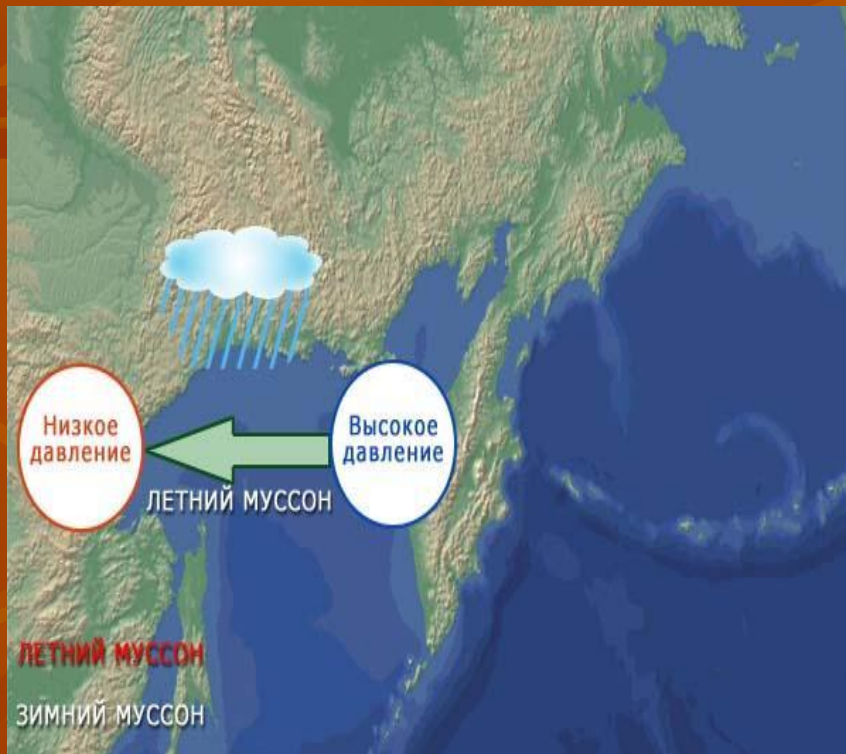 Низкое
давление
Высокое
давление
ЛЕТНИЙ МУССОН
ЛЕТНИЙ МУССОН
ЗИМНИЙ МУССОН